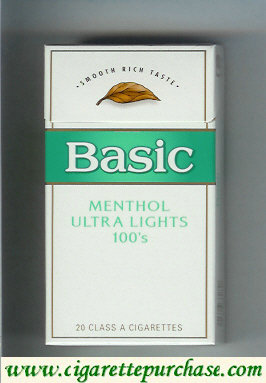 · SMOOTH RICH TASTE ·
Basic
MENTHOL
ULTRA LIGHTS
100's
20 CLASS A CIGARETTES
www.cigarettepurchase.com